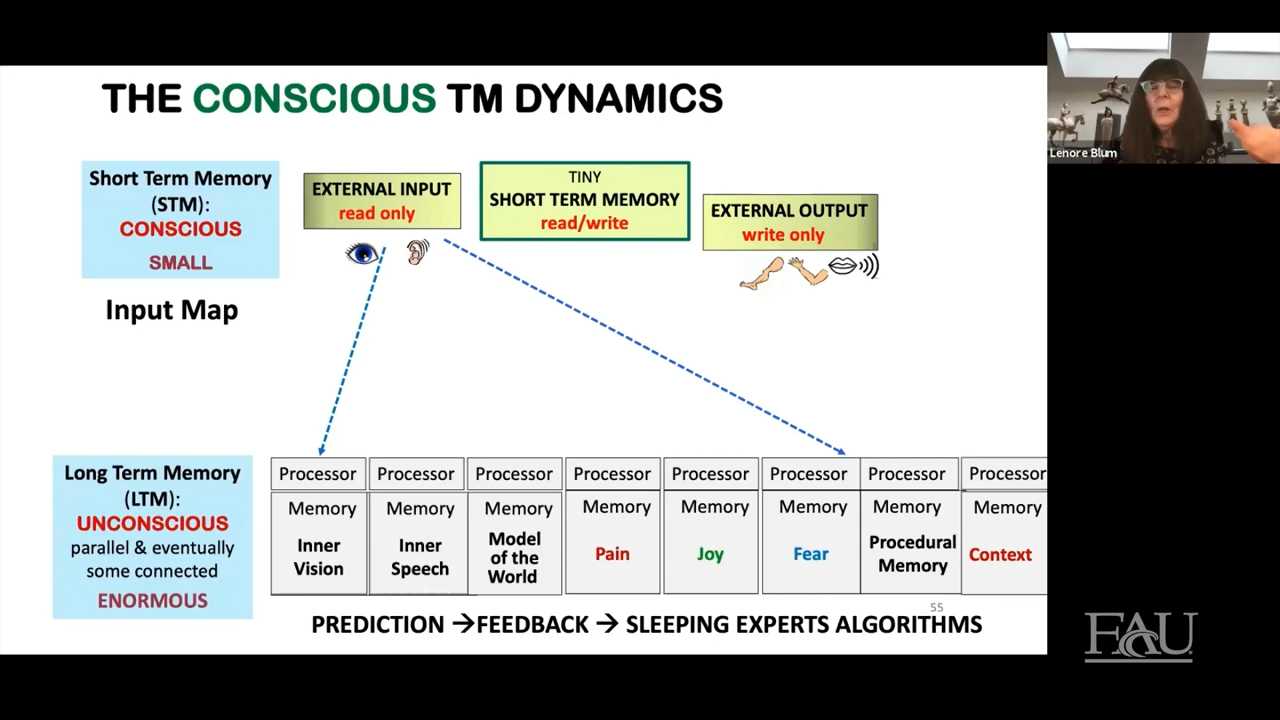 THE CONSCIOUS TM DYNAMICS
Lenore Blum
Short Term Memory
(STM):
CONSCIOUS
SMALL
EXTERNAL INPUT
read only
TINY
SHORT TERM MEMORY
read/write
EXTERNAL OUTPUT
write only
Input Map
Long Term Memory
(LTM):
UNCONSCIOUS
parallel & eventually
some connected
ENORMOUS
Processor
Memory
Inner
Vision
Processor
Memory
Inner
Speech
Processor
Memory
Model
of the
World
Processor
Memory
Pain
Processor
Memory
Joy
Processor
Memory
Fear
Processor
Memory
Procedural
Memory
Processor
Memory
Context
55
PREDICTION →FEEDBACK → SLEEPING EXPERTS ALGORITHMS
FAU